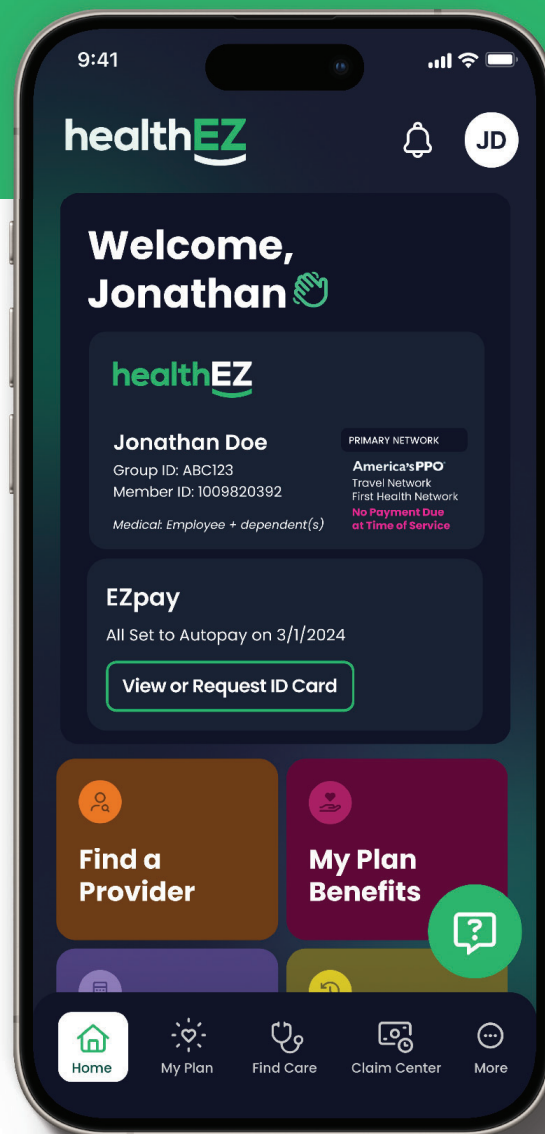 9:41
healthEZ
JD
Welcome,
Jonathan
healthEZ
Jonathan Doe
Group ID: ABC123
Member ID: 1009820392
Medical: Employee + dependent(s)
PRIMARY NETWORK
America'sPPO
Travel Network
First Health Network
No Payment Due
at Time of Service
EZpay
All Set to Autopay on 3/1/2024
View or Request ID Card
Find a
Provider
My Plan
Benefits
?
Home
My Plan
Find Care
Claim Center
More